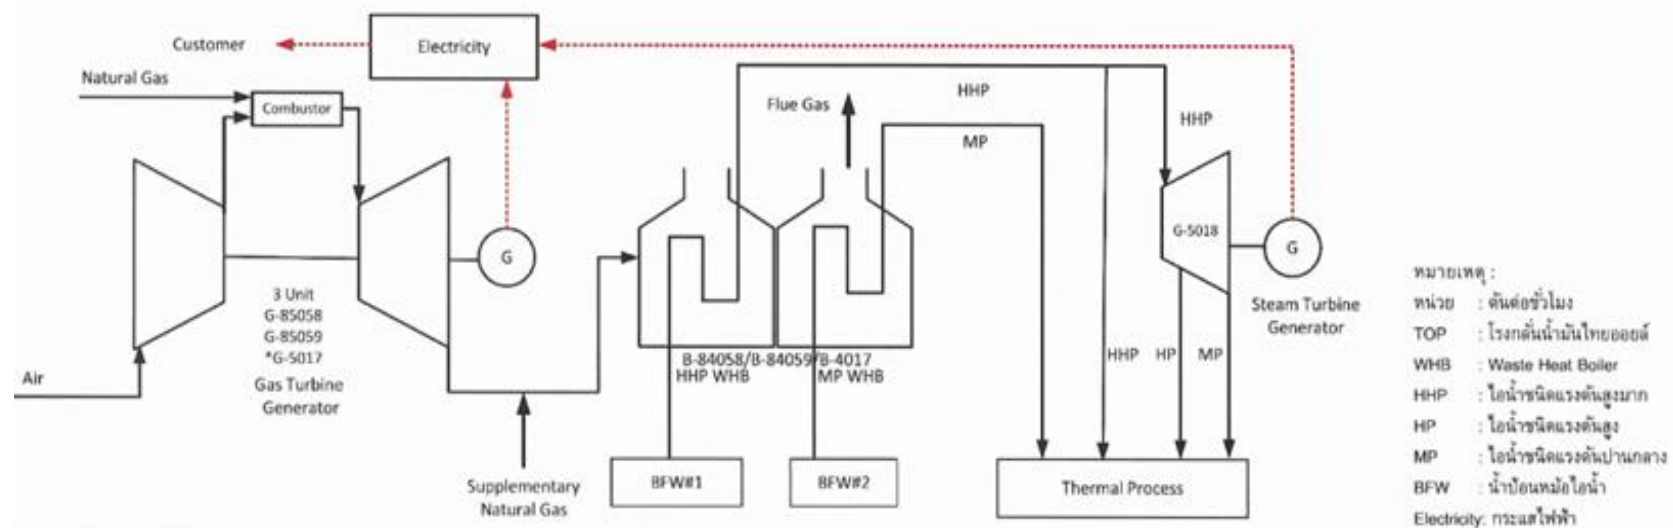 Customer
Electricity
Natural Gas
Combustor
Flue Gas
HHP
MP
HHP
G
G-5018
G
3 Unit
G-85058
G-85059
*G-5017
Gas Turbine
Generator
Air
Steam Turbine
Generator
B-84058/B-84059/B-4017
HHP WHB
MP WHB
HHP
HP
MP
Supplementary
Natural Gas
BFW#1
BFW#2
Thermal Process
หมายเหตุ :
หน่วย : ตันต่อชั่วโมง
TOP : โรงกลั่นน้ำมันไทยออยล์
WHB : Waste Heat Boiler
HHP : ไอน้ำชนิดแรงดันสูงมาก
HP : ไอน้ำชนิดแรงดันสูง
MP : ไอน้ำชนิดแรงดันปานกลาง
BFW : น้ำป้อนหม้อไอน้ำ
Electricity: กระแสไฟฟ้า